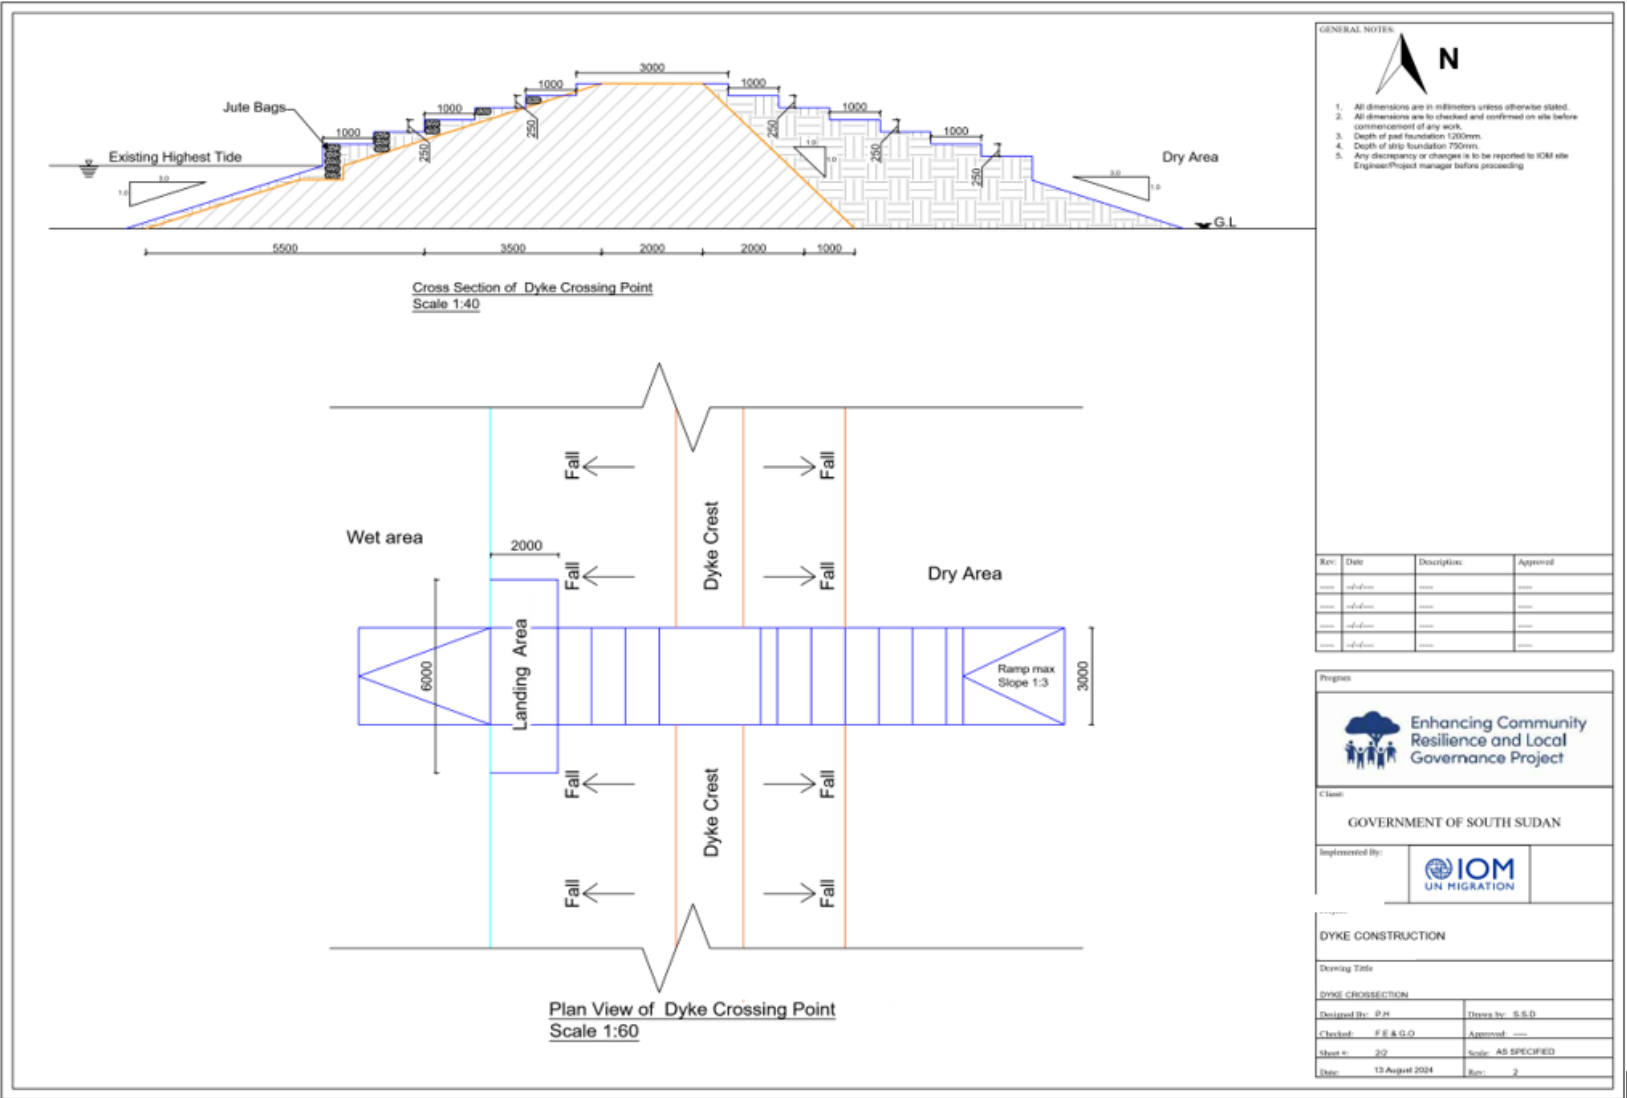 3000
1000
1000
1000
1000
1000
1000
1000
Jute Bags
250
250
250
250
250
Existing Highest Tide
Dry Area
3.0
1.0
1.0
1.0
3.0
1.0
G.L
5500
3500
2000
2000
1000
Cross Section of Dyke Crossing Point
Scale 1:40
Fall
Fall
Fall
Fall
Fall
Fall
Fall
Fall
Dyke Crest
Dyke Crest
Wet area
2000
Dry Area
6000
Landing Area
Ramp max
Slope 1:3
3000
Plan View of Dyke Crossing Point
Scale 1:60
GENERAL NOTES:
N
1. All dimensions are in millimeters unless otherwise stated.
2. All dimensions are to checked and confirmed on site before
commencement of any work.
3. Depth of pad foundation 1200mm.
4. Depth of strip foundation 750mm.
5. Any discrepancy or changes is to be reported to IOM site
Engineer/Project manager before proceeding
Rev: Date Description: Approved
---- --/--/---- ---- ----
---- --/--/---- ---- ----
---- --/--/---- ---- ----
---- --/--/---- ---- ----
Enhancing Community
Resilience and Local
Governance Project
Client:
GOVERNMENT OF SOUTH SUDAN
Implemented By:
IOM
UN MIGRATION
DYKE CONSTRUCTION
Drawing Tittle
DYKE CROSSECTION
Designed By: P.H Drawn by: S.S.D
Checked: F.E & G.O Approved: ----
Sheet #: 2/2 Scale: AS SPECIFIED
Date: 13 August 2024 Rev: 2